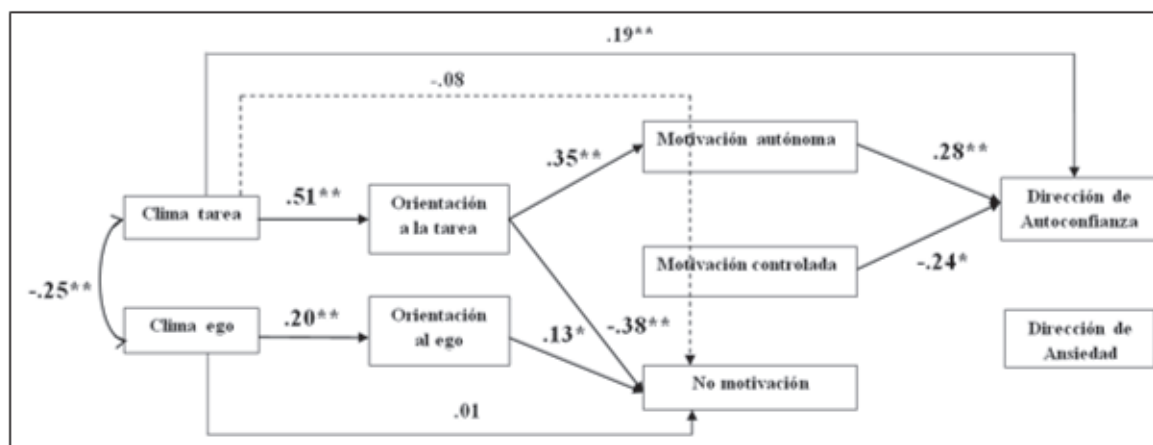 .19**
-.08
Motivación autónoma
.35**
.28**
Clima tarea
.51**
Orientación
a la tarea
Dirección de
Autoconfianza
Motivación controlada
-.24*
-.25**
Clima ego
.20**
Orientación
al ego
.13*
-.38**
Dirección de
Ansiedad
No motivación
.01